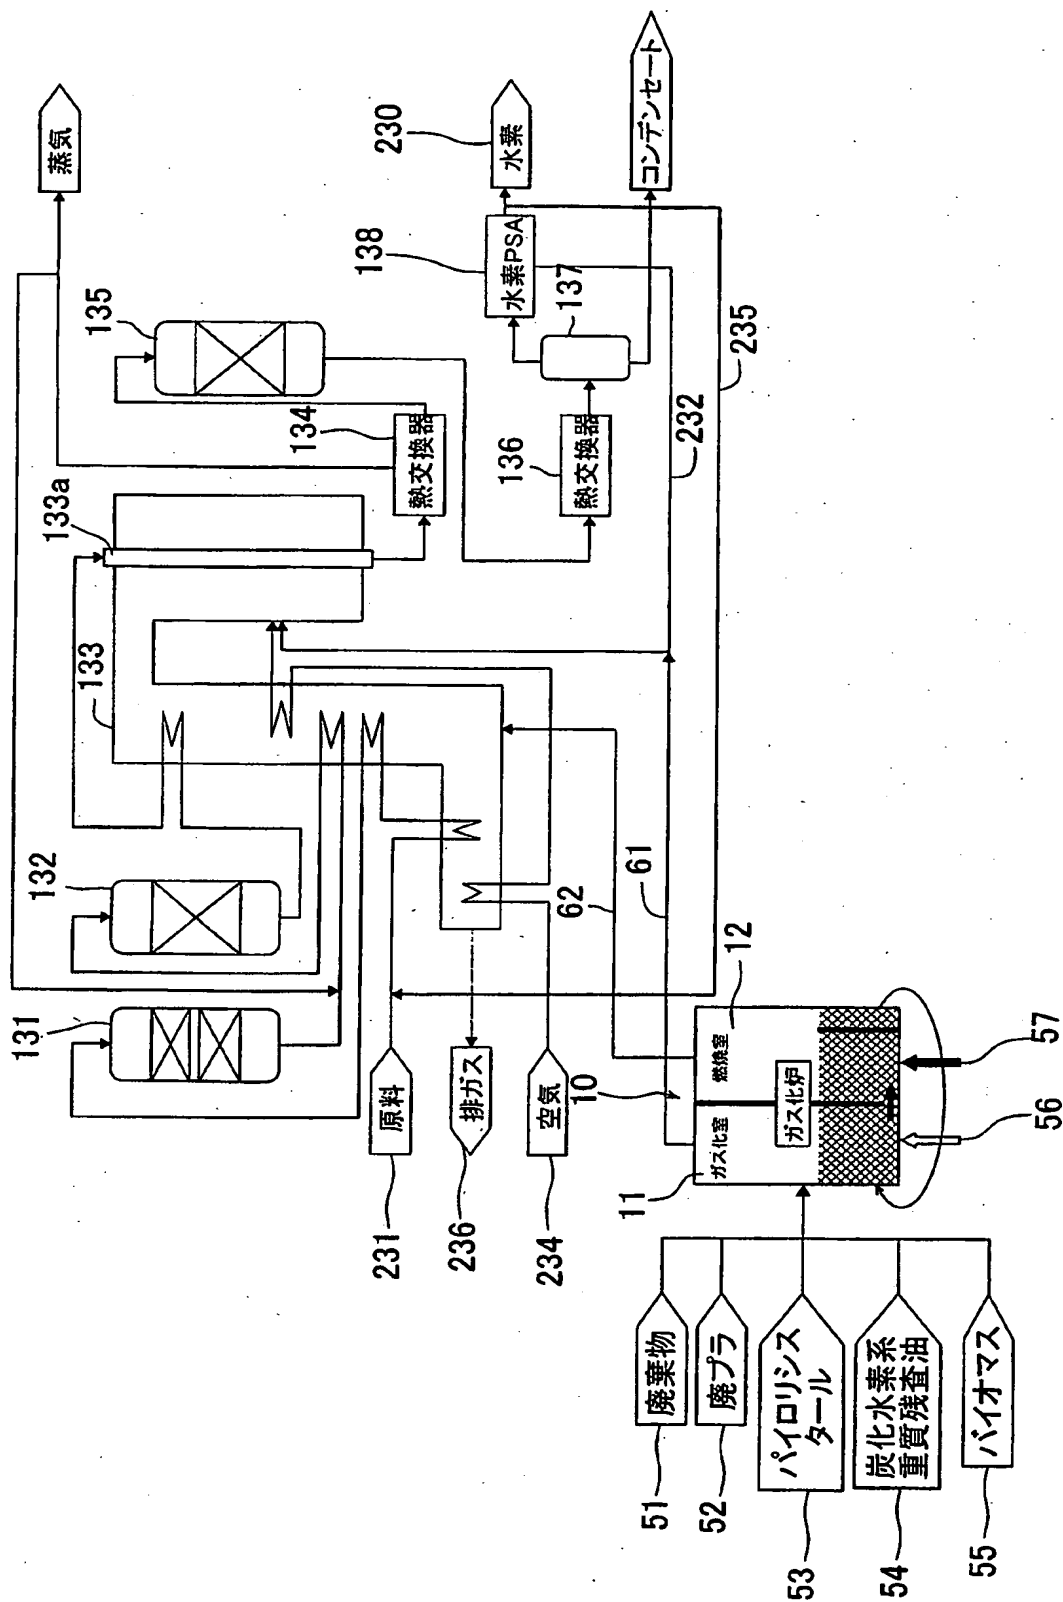 蒸気
230
水素
コンデンセート
138
水素PSA
137
235
232
135
134
熱交換器
136
熱交換器
133a
133
132
131
62
61
12
10
11
ガス化室
燃焼室
ガス化炉
57
56
原料
231
排ガス
236
空気
234
廃棄物
51
廃プラ
52
パイロリシス
タール
53
炭化水素系
重質残査油
54
バイオマス
55